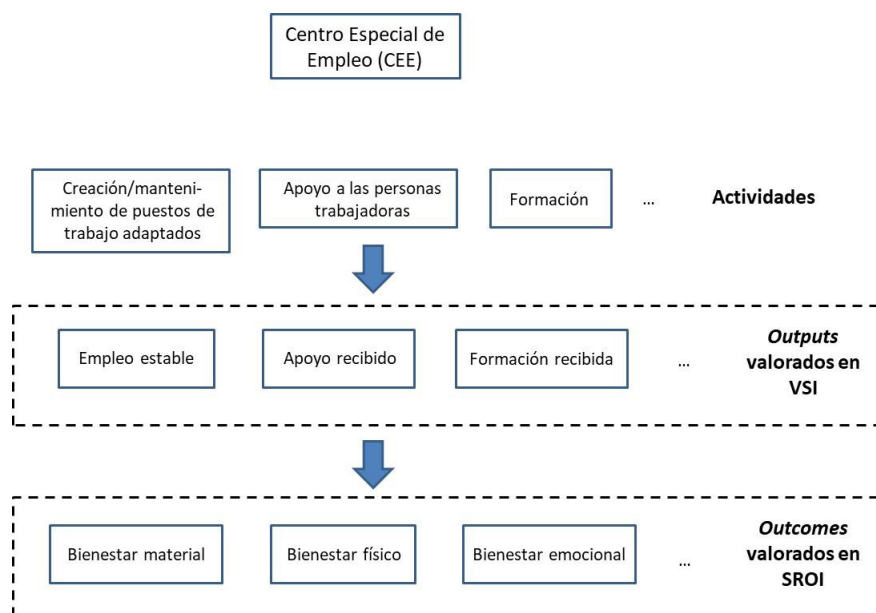 Centro Especial de
Empleo (CEE)
Creación/manteni-
miento de puestos de
trabajo adaptados
Apoyo a las personas
trabajadoras
Formación
...
Actividades
Empleo estable
Apoyo recibido
Formación recibida
...
Outputs
valorados en
VSI
Bienestar material
Bienestar físico
Bienestar emocional
...
Outcomes
valorados en
SROI